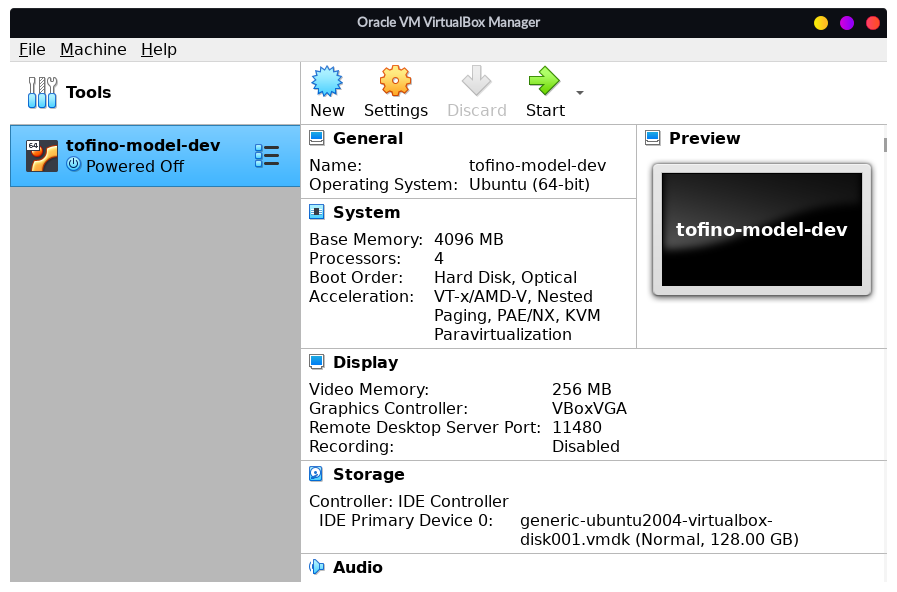 Oracle VM VirtualBox Manager
File Machine Help
Tools
New Settings Discard Start
64
tofino-model-dev
Powered Off
General
Name: tofino-model-dev
Operating System: Ubuntu (64-bit)
Preview
tofino-model-dev
System
Base Memory: 4096 MB
Processors: 4
Boot Order: Hard Disk, Optical
Acceleration: VT-x/AMD-V, Nested
Paging, PAE/NX, KVM
Paravirtualization
Display
Video Memory: 256 MB
Graphics Controller: VBoxVGA
Remote Desktop Server Port: 11480
Recording: Disabled
Storage
Controller: IDE Controller
IDE Primary Device 0: generic-ubuntu2004-virtualbox-
disk001.vmdk (Normal, 128.00 GB)
Audio